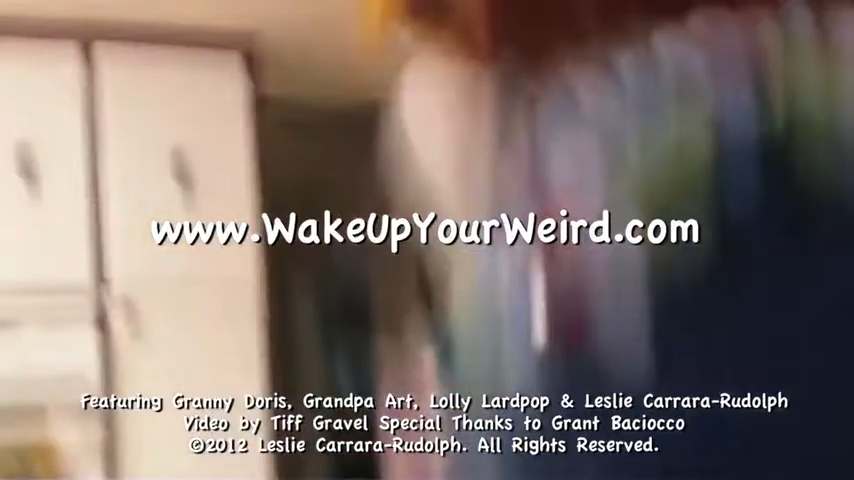 www.WakeUpYourWeird.com
Featuring Granny Doris, Grandpa Art, Lolly Lardpop & Leslie Carrara-Rudolph
Video by Tiff Gravel Special Thanks to Grant Baciocco
©2012 Leslie Carrara-Rudolph. All Rights Reserved.